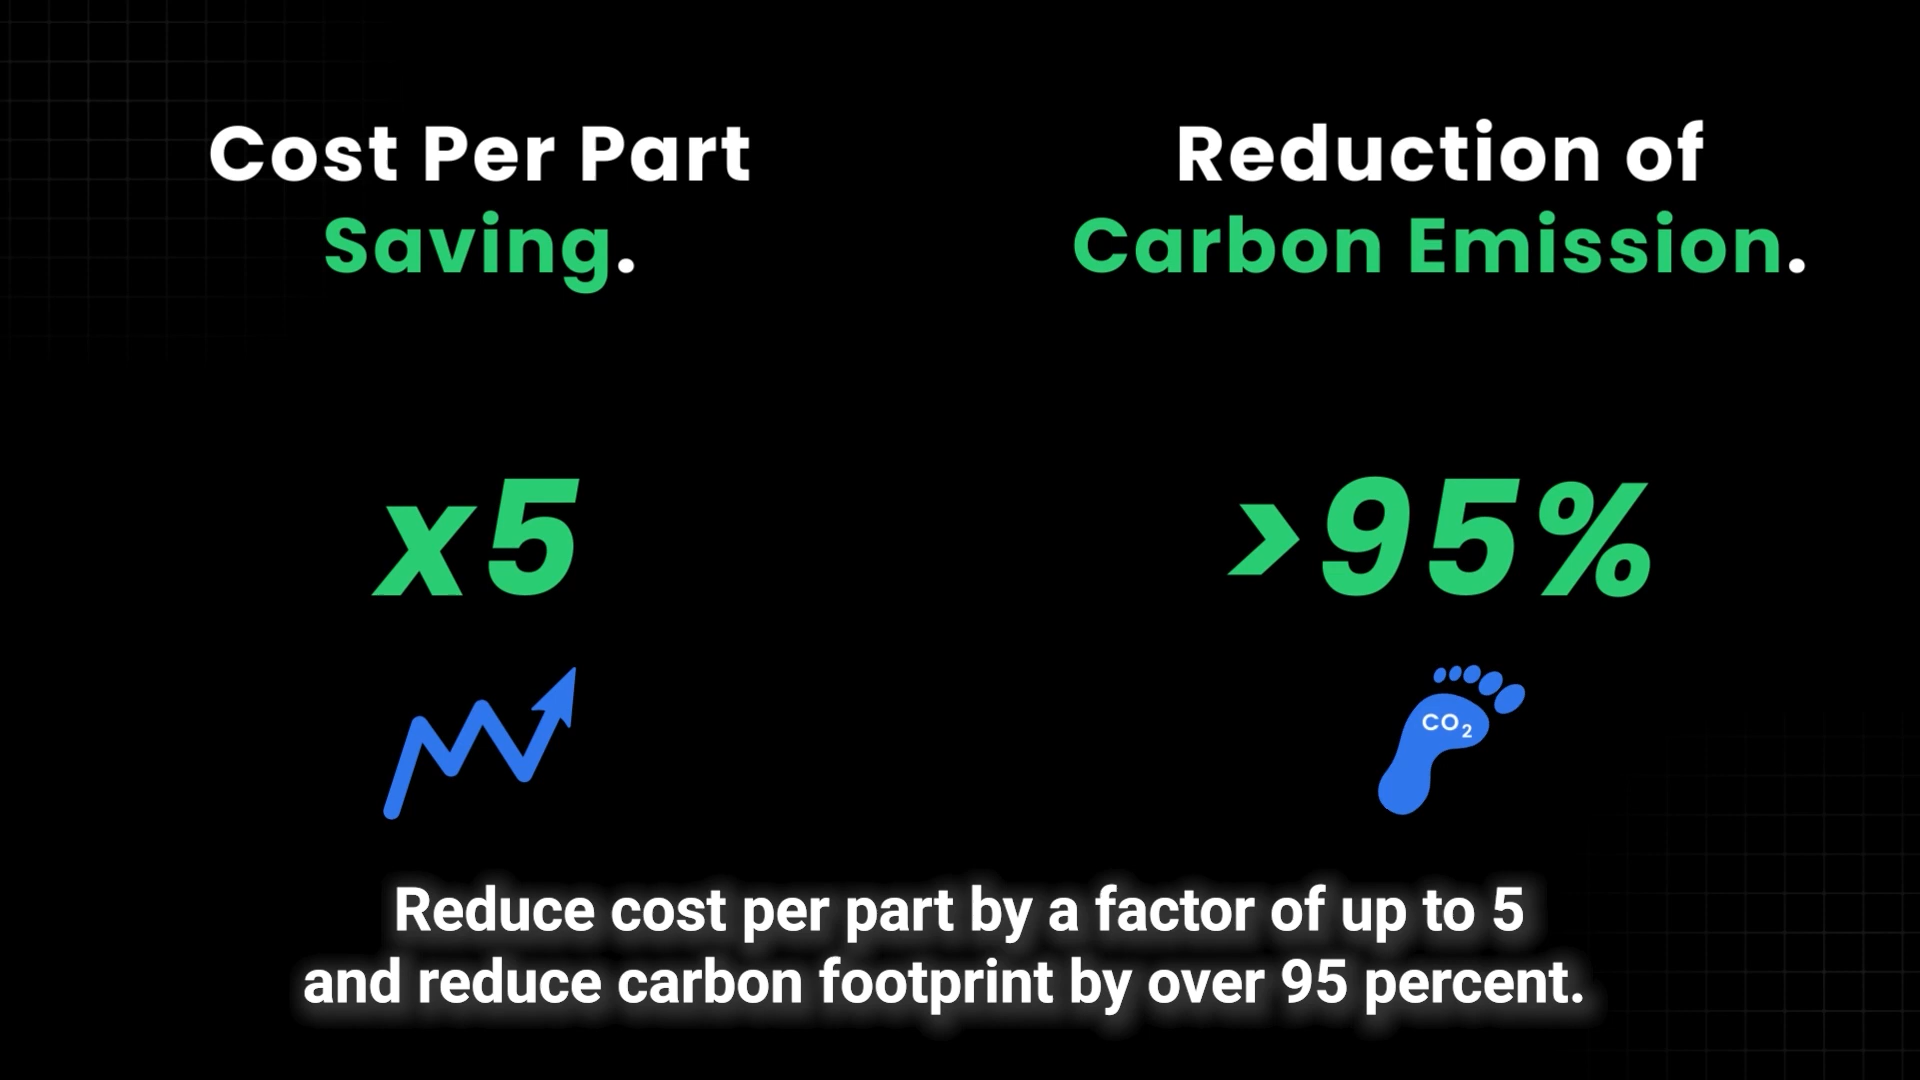 Cost Per Part
Saving.
x5
Reduction of
Carbon Emission.
>95%
CO₂
Reduce cost per part by a factor of up to 5
and reduce carbon footprint by over 95 percent.